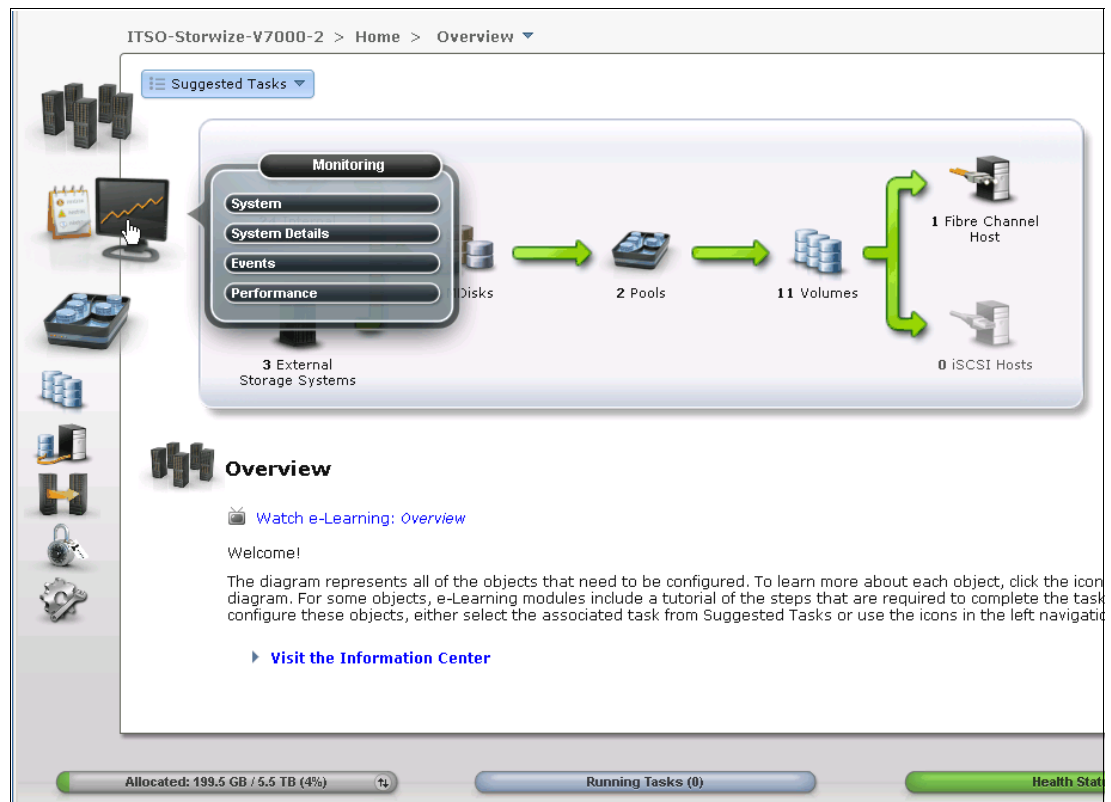 ITSO-Storwize-V7000-2 > Home > Overview
Suggested Tasks
Monitoring
System
System Details
Events
Performance
MDisks
2 Pools
11 Volumes
1 Fibre Channel
Host
3 External
Storage Systems
0 iSCSI Hosts
Overview
Watch e-Learning: Overview
Welcome!
The diagram represents all of the objects that need to be configured. To learn more about each object, click the icon
diagram. For some objects, e-Learning modules include a tutorial of the steps that are required to complete the task
configure these objects, either select the associated task from Suggested Tasks or use the icons in the left
Visit the Information Center
Allocated: 199.5 GB / 5.5 TB (4%)
Running Tasks (0)
Health